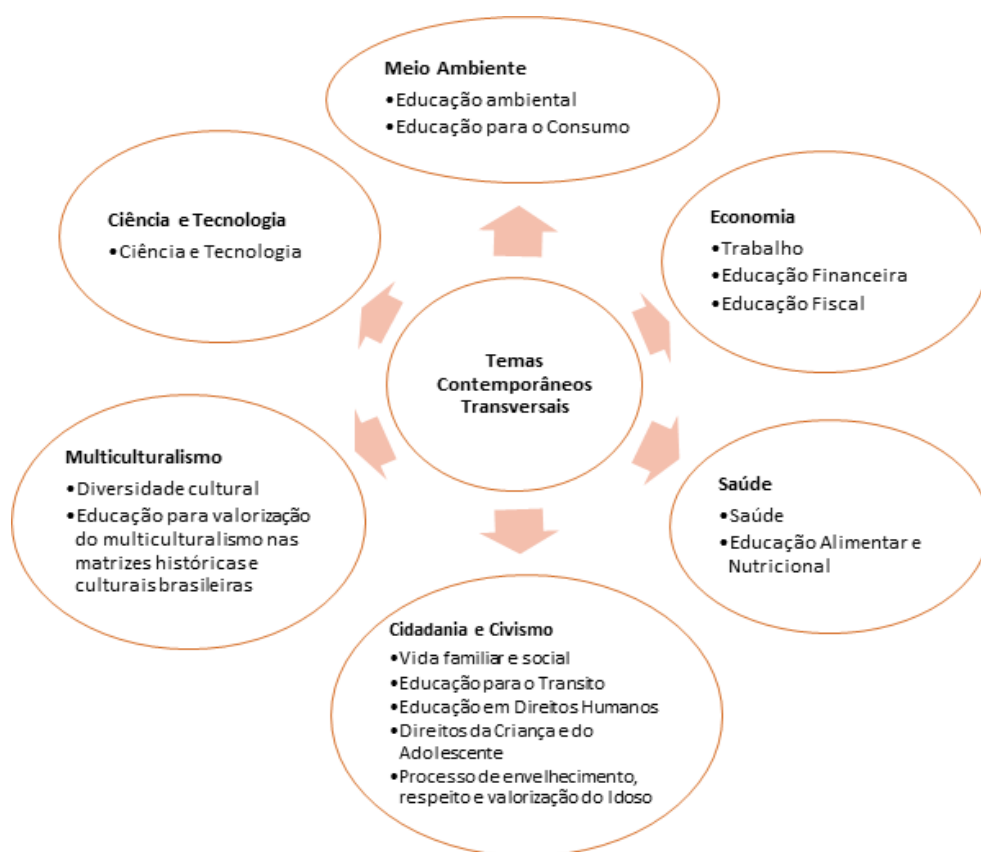 Meio Ambiente
•Educação ambiental
•Educação para o Consumo
Ciência e Tecnologia
•Ciência e Tecnologia
Economia
•Trabalho
•Educação Financeira
•Educação Fiscal
Temas
Contemporâneos
Transversais
Multiculturalismo
•Diversidade cultural
•Educação para valorização
do multiculturalismo nas
matrizes históricas e
culturais brasileiras
Saúde
•Saúde
•Educação Alimentar e
Nutricional
Cidadania e Civismo
•Vida familiar e social
•Educação para o Transito
•Educação em Direitos Humanos
•Direitos da Criança e do
Adolescente
•Processo de envelhecimento,
respeito e valorização do Idoso